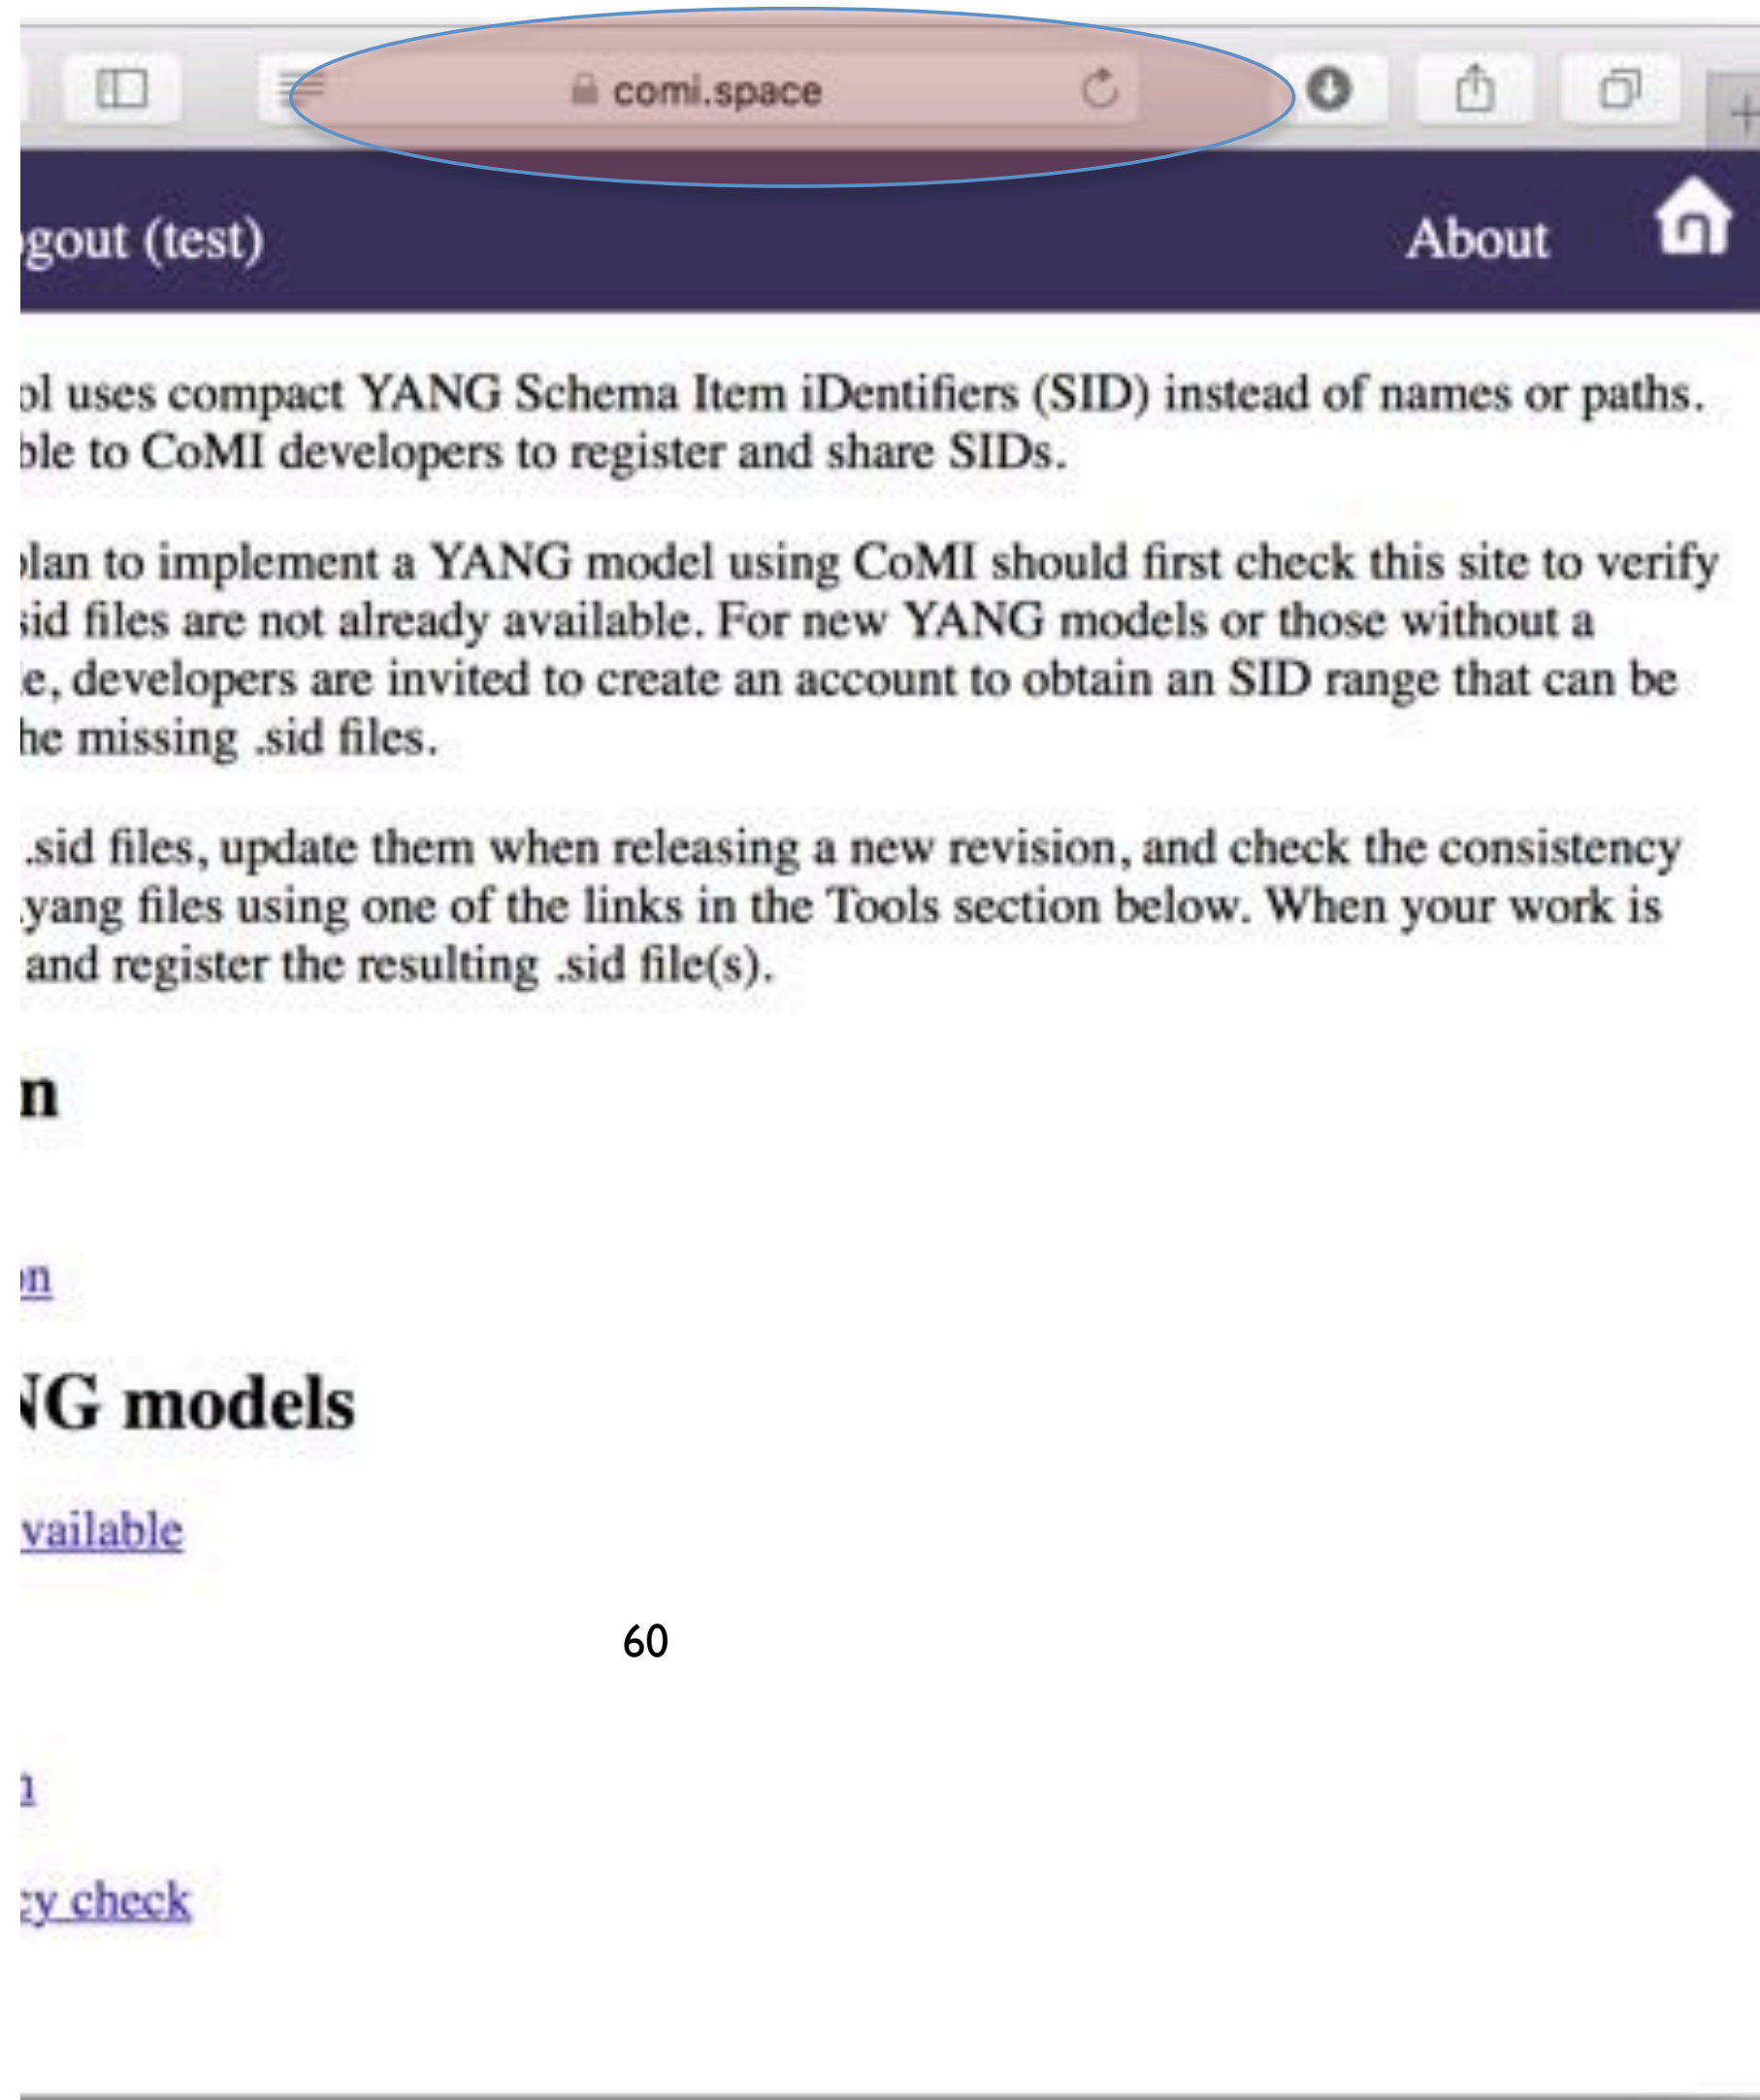 comi.space
gout (test) About
ol uses compact YANG Schema Item iDentifiers (SID) instead of names or paths.
ble to CoMI developers to register and share SIDs.
lan to implement a YANG model using CoMI should first check this site to verify
sid files are not already available. For new YANG models or those without a
e, developers are invited to create an account to obtain an SID range that can be
he missing .sid files.
.sid files, update them when releasing a new revision, and check the consistency
yang files using one of the links in the Tools section below. When your work is
and register the resulting .sid file(s).
n
on
NG models
vailable
60
n
cy check